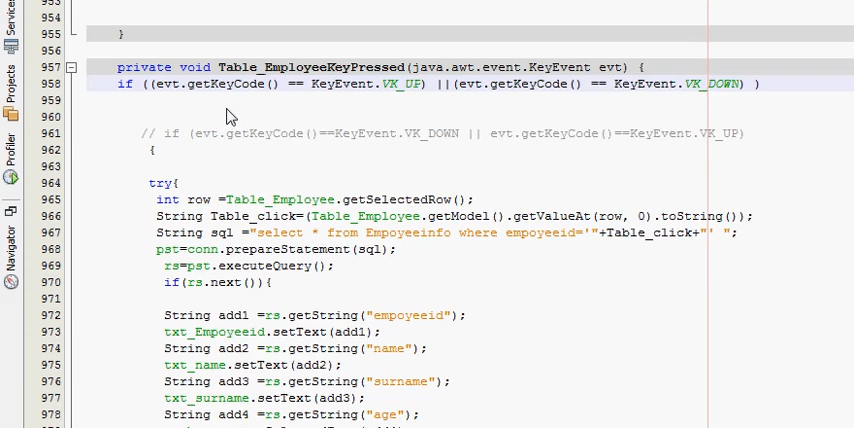 Services
Projects
Profiler
Navigator
953
954
955 }
956
957 private void Table_EmployeeKeyPressed(java.awt.event.KeyEvent evt) {
958 if ((evt.getKeyCode() == KeyEvent.VK_UP) ||(evt.getKeyCode() == KeyEvent.VK_DOWN) )
959
960
961 // if (evt.getKeyCode()==KeyEvent.VK_DOWN || evt.getKeyCode()==KeyEvent.VK_UP)
962 {
963
964 try{
965 int row =Table_Employee.getSelectedRow();
966 String Table_click=(Table_Employee.getModel().getValueAt(row, 0).toString());
967 String sql ="select * from Empoyeeinfo where empoyeeid='"+Table_click+"' ";
968 pst=conn.prepareStatement(sql);
969 rs=pst.executeQuery();
970 if(rs.next()){
971
972 String add1 =rs.getString("empoyeeid");
973 txt_Empoyeeid.setText(add1);
974 String add2 =rs.getString("name");
975 txt_name.setText(add2);
976 String add3 =rs.getString("surname");
977 txt_surname.setText(add3);
978 String add4 =rs.getString("age");